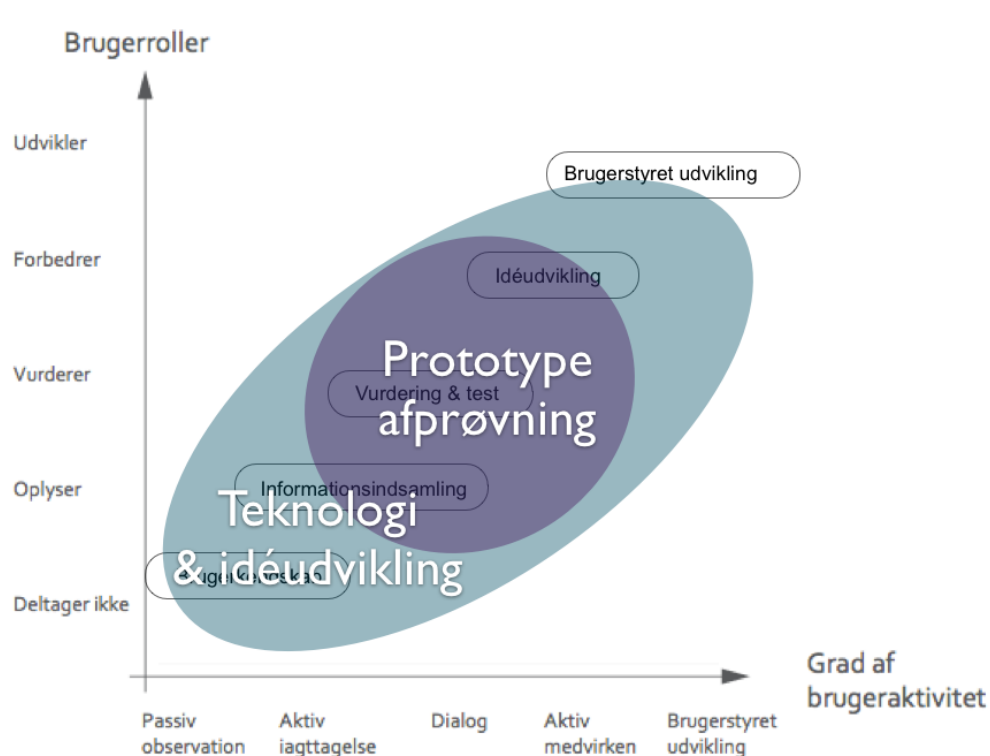 Brugerroller
Udvikler
Brugerstyret udvikling
Forbedrer
Idéudvikling
Prototype
Vurderer
Vurdering & test
afprøvning
Oplyser
Informationsindsamling
Teknologi
& idéudvikling
Brugerkendskab
Deltager ikke
Grad af
brugeraktivitet
Passiv
observation
Aktiv
iagttagelse
Dialog
Aktiv
medvirken
Brugerstyret
udvikling